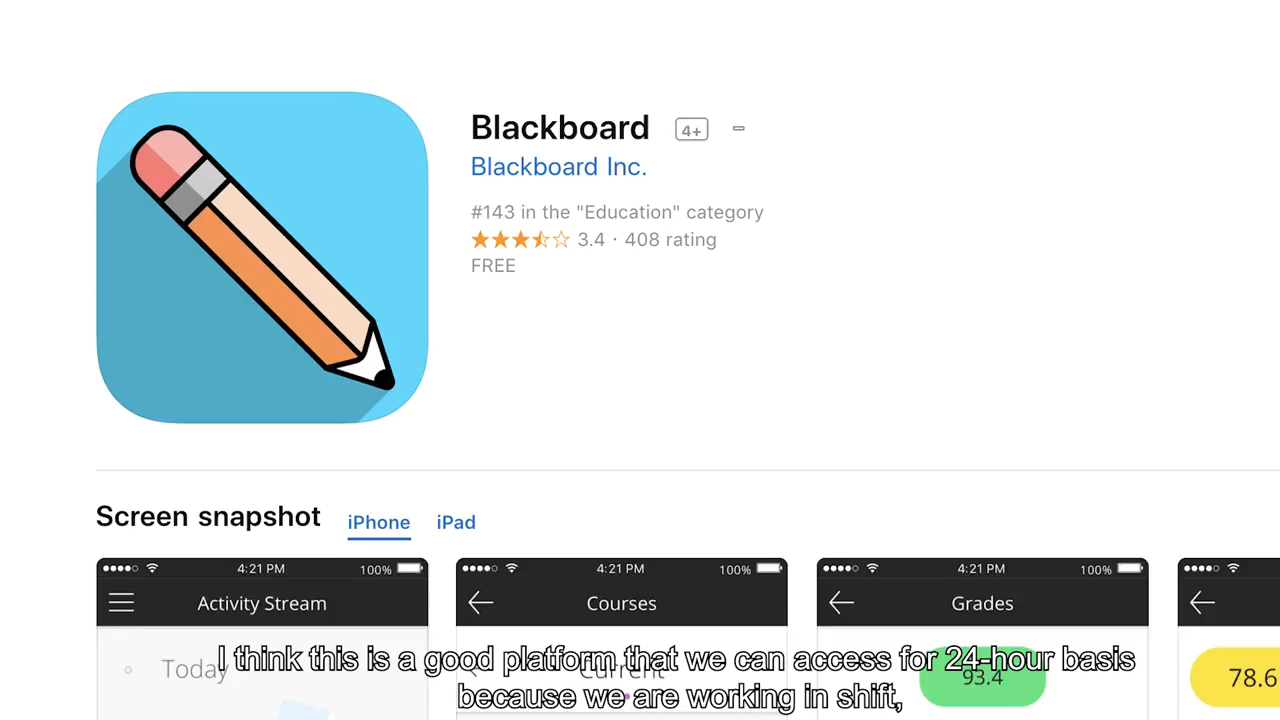 Blackboard 4+
Blackboard Inc.
#143 in the "Education" category
3.4 · 408 rating
FREE
Screen snapshot iPhone iPad
4:21 PM 100% 4:21 PM 100% 4:21 PM 100%
Activity Stream Courses Grades
Today Current 93.4 78.6
I think this is a good platform that we can access for 24-hour basis
because we are working in shift,